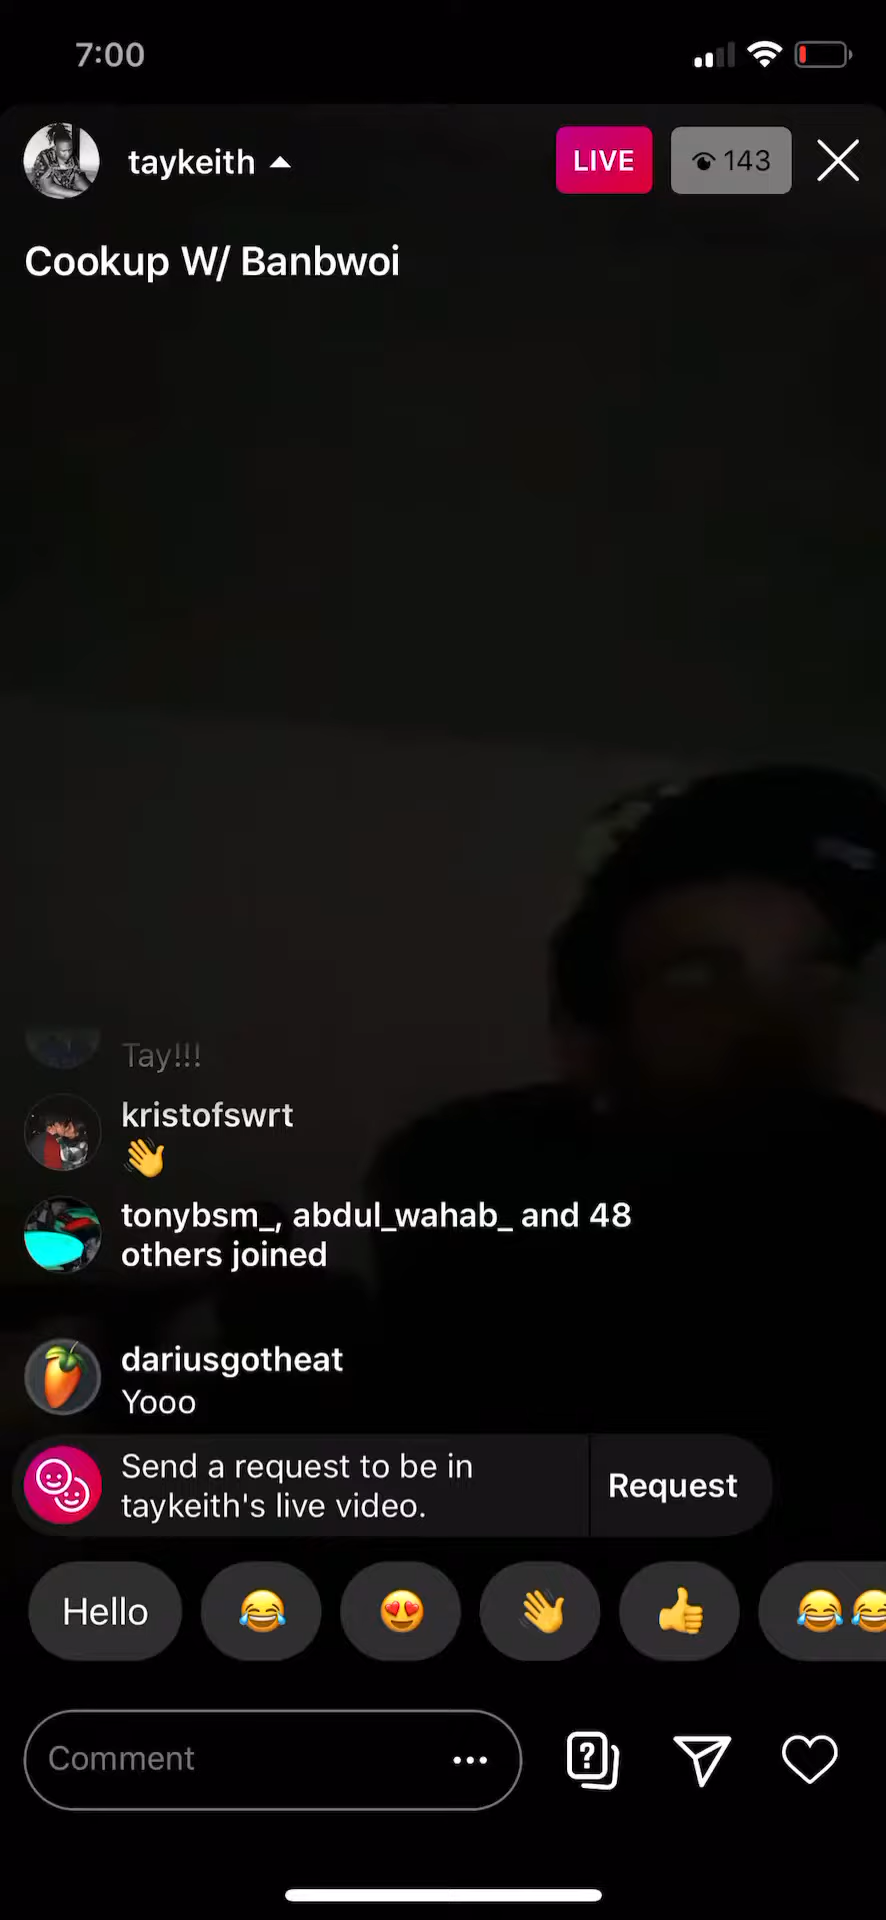 7:00
taykeith
LIVE
143
Cookup W/ Banbwoi
Tay!!!
kristofswrt
👋
tonybsm_, abdul_wahab_ and 48
others joined
dariusgotheat
Yooo
Send a request to be in
taykeith's live video.
Request
Hello 😂 😍 👋 👍 😂😂
Comment
?